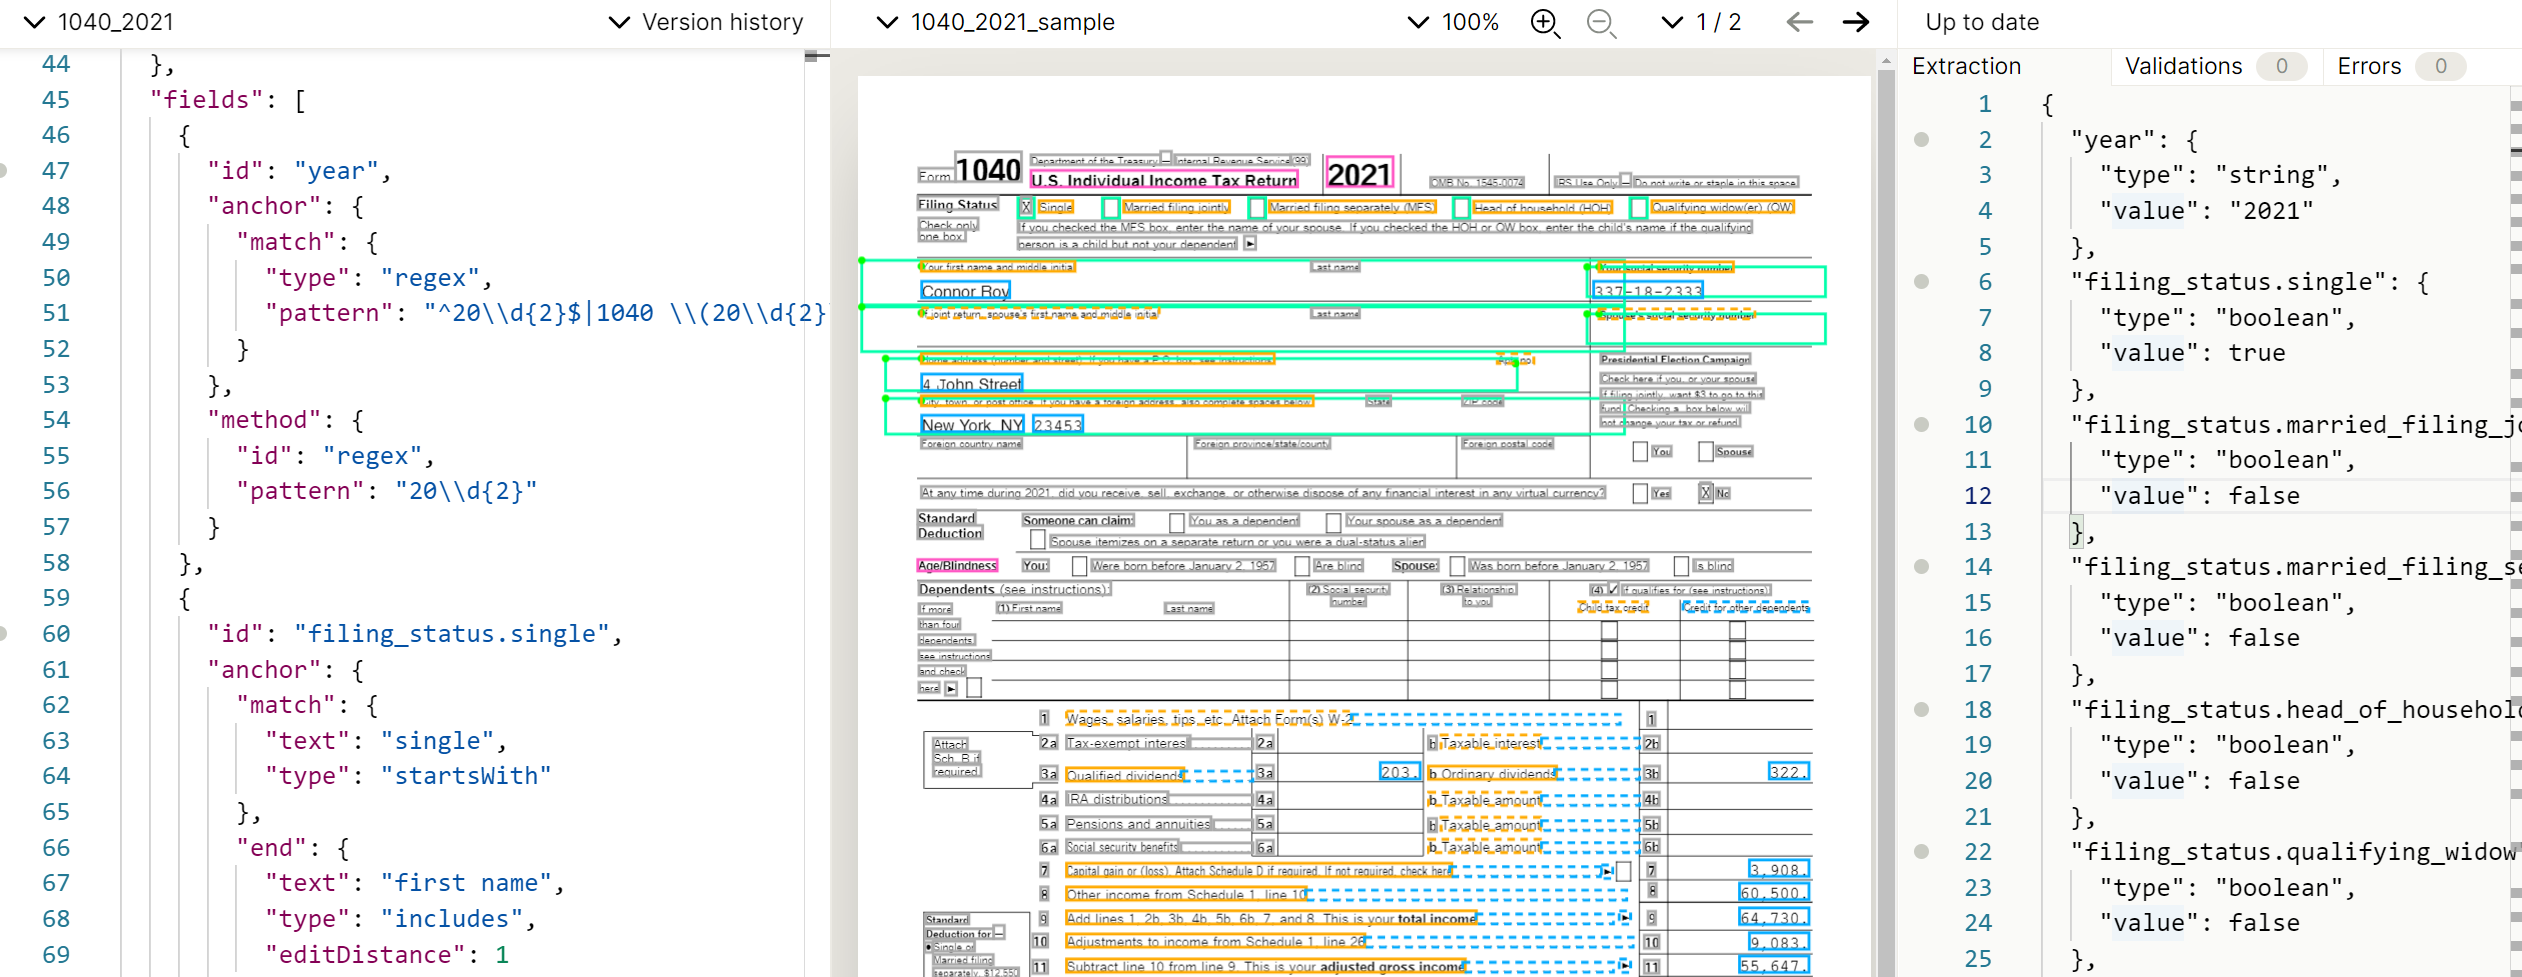 1040_2021
Version history
44 },
45 "fields": [
46 {
47 "id": "year",
48 "anchor": {
49 "match": {
50 "type": "regex",
51 "pattern": "^20\\d{2}$|1040 \\(20\\d{2}
52 }
53 },
54 "method": {
55 "id": "regex",
56 "pattern": "20\\d{2}"
57 }
58 },
59 {
60 "id": "filing_status.single",
61 "anchor": {
62 "match": {
63 "text": "single",
64 "type": "startsWith"
65 },
66 "end": {
67 "text": "first name",
68 "type": "includes",
69 "editDistance": 1
1040_2021_sample
100%
1 / 2
Form 1040 Department of the Treasury — Internal Revenue Service (99)
U.S. Individual Income Tax Return 2021 OMB No. 1545-0074 IRS Use Only — Do not write or staple in this space
Filing Status X Single Married filing jointly Married filing separately (MFS) Head of household (HOH) Qualifying widow(er) (QW)
Check only one box. If you checked the MFS box, enter the name of your spouse. If you checked the HOH or QW box, enter the child's name if the qualifying
person is a child but not your dependent ►
Your first name and middle initial Last name Your social security number
Connor Roy 337-18-2333
If joint return, spouse's first name and middle initial Last name Spouse's social security number
Home address (number and street). If you have a P.O. box, see instructions. Presidential Election Campaign
4 John Street Check here if you, or your spouse
City, town, or post office. If you have a foreign address, also complete spaces below. State ZIP code if filing jointly, want $3 to go to this
New York, NY 23453 fund. Checking a box below will
not change your tax or refund.
Foreign country name Foreign province/state/county Foreign postal code
You Spouse
At any time during 2021, did you receive, sell, exchange, or otherwise dispose of any financial interest in any virtual currency? Yes X No
Standard Deduction Someone can claim: You as a dependent Your spouse as a dependent
Spouse itemizes on a separate return or you were a dual-status alien
Age/Blindness You: Were born before January 2, 1957 Are blind Spouse: Was born before January 2, 1957 Is blind
Dependents (see instructions): (2) Social security number (3) Relationship to you (4) ✓ if qualifies for (see instructions):
If more (1) First name Last name Child tax credit Credit for other dependents
than four
dependents,
see instructions
and check
here ►
1 Wages, salaries, tips, etc. Attach Form(s) W-2 1
Attach Sch. B if required.
2a Tax-exempt interest 2a b Taxable interest 2b
3a Qualified dividends 3a 203. b Ordinary dividends 3b 322.
4a IRA distributions 4a b Taxable amount 4b
5a Pensions and annuities 5a b Taxable amount 5b
6a Social security benefits 6a b Taxable amount 6b
7 Capital gain or (loss). Attach Schedule D if required. If not required, check here ► 7 3,908.
8 Other income from Schedule 1, line 10 8 60,500.
Standard Deduction for —
● Single or
Married filing
separately, $12,550
9 Add lines 1, 2b, 3b, 4b, 5b, 6b, 7, and 8. This is your total income ► 9 64,730.
10 Adjustments to income from Schedule 1, line 26 10 9,083.
11 Subtract line 10 from line 9. This is your adjusted gross income ► 11 55,647.
Up to date
Extraction
Validations 0
Errors 0
1 {
2 "year": {
3 "type": "string",
4 "value": "2021"
5 },
6 "filing_status.single": {
7 "type": "boolean",
8 "value": true
9 },
10 "filing_status.married_filing_jo
11 "type": "boolean",
12 "value": false
13 },
14 "filing_status.married_filing_se
15 "type": "boolean",
16 "value": false
17 },
18 "filing_status.head_of_household
19 "type": "boolean",
20 "value": false
21 },
22 "filing_status.qualifying_widow
23 "type": "boolean",
24 "value": false
25 },